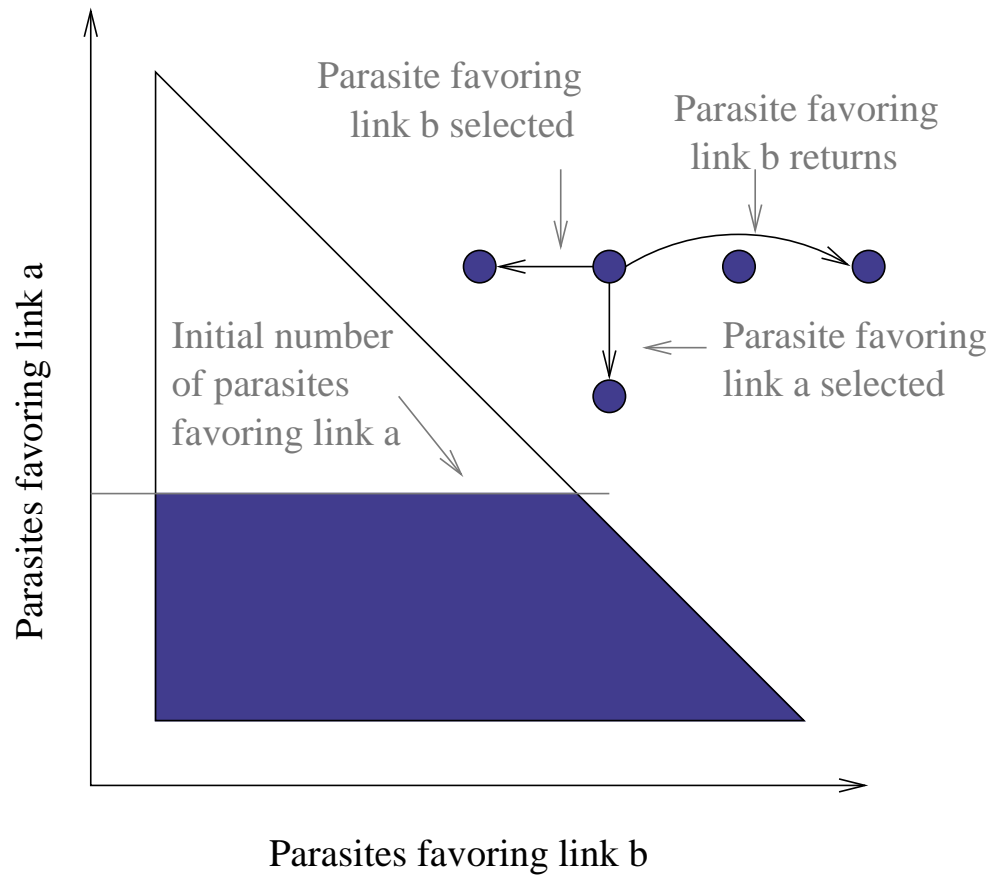 Parasite favoring
link b selected
Parasite favoring
link b returns
Initial number
of parasites
favoring link a
Parasite favoring
link a selected
Parasites favoring link a
Parasites favoring link b